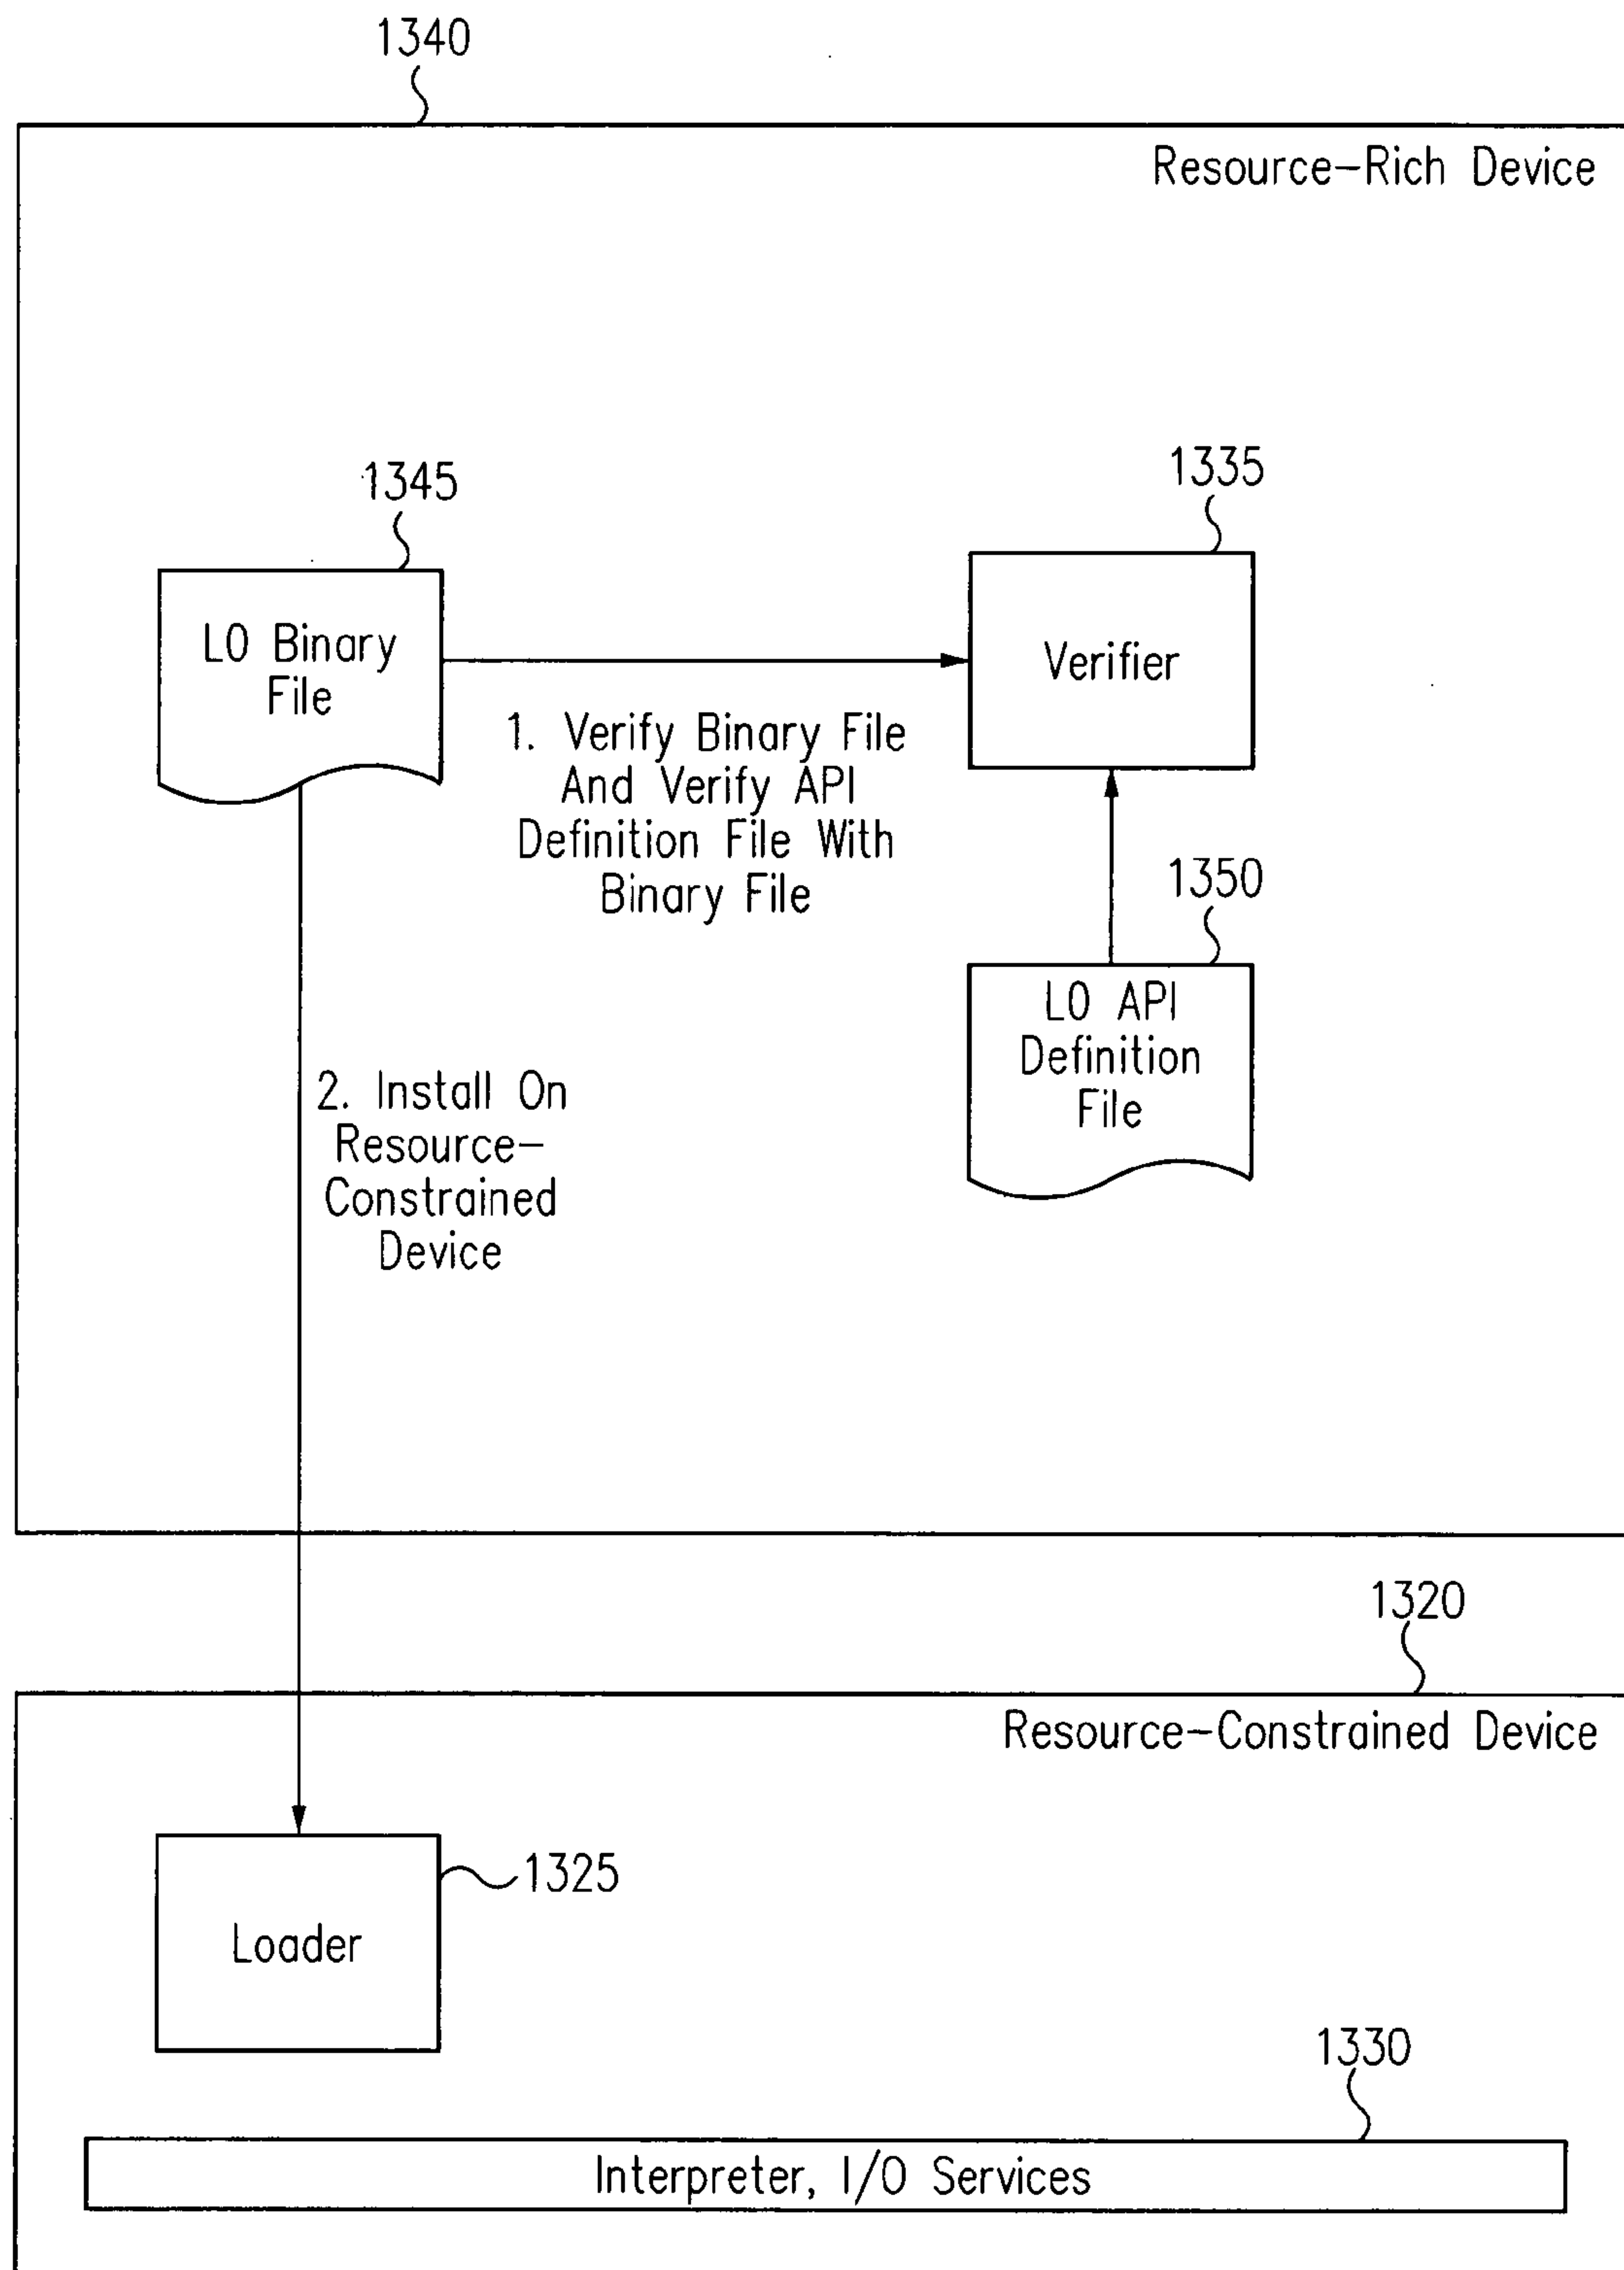 1340
Resource-Rich Device
1345
1335
L0 Binary
File
Verifier
1. Verify Binary File
And Verify API
Definition File With
Binary File
1350
L0 API
Definition
File
2. Install On
Resource-
Constrained
Device
1320
Resource-Constrained Device
1325
Loader
1330
Interpreter, I/O Services